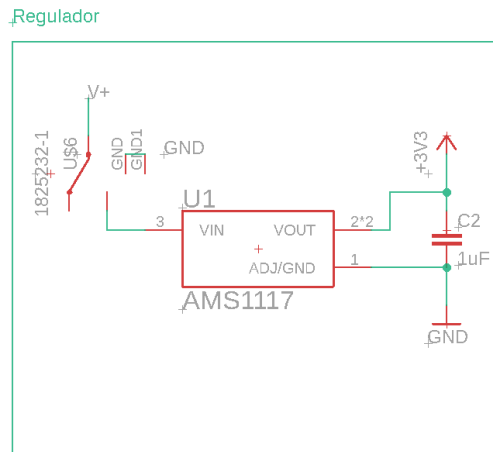 Regulador
V+
1825232-1
U$6
GND
GND1
GND
+3V3
U1
3
VIN
VOUT
2*2
C2
ADJ/GND
1
1uF
AMS1117
GND